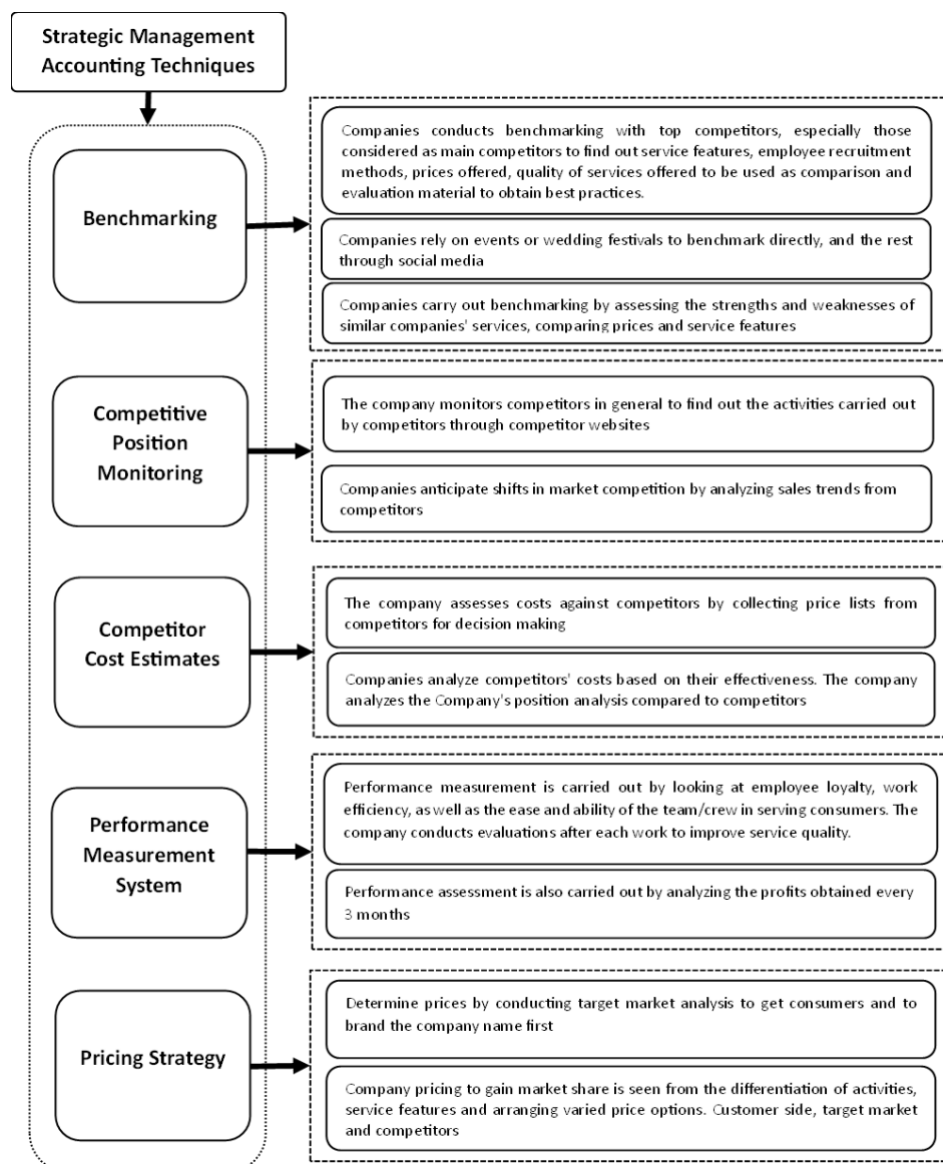 Strategic Management
Accounting Techniques
Benchmarking
Companies conducts benchmarking with top competitors, especially those
considered as main competitors to find out service features, employee recruitment
methods, prices offered, quality of services offered to be used as comparison and
evaluation material to obtain best practices.
Companies rely on events or wedding festivals to benchmark directly, and the rest
through social media
Companies carry out benchmarking by assessing the strengths and weaknesses of
similar companies' services, comparing prices and service features
Competitive
Position
Monitoring
The company monitors competitors in general to find out the activities carried out
by competitors through competitor websites
Companies anticipate shifts in market competition by analyzing sales trends from
competitors
Competitor
Cost Estimates
The company assesses costs against competitors by collecting price lists from
competitors for decision making
Companies analyze competitors' costs based on their effectiveness. The company
analyzes the Company's position analysis compared to competitors
Performance
Measurement
System
Performance measurement is carried out by looking at employee loyalty, work
efficiency, as well as the ease and ability of the team/crew in serving consumers. The
company conducts evaluations after each work to improve service quality.
Performance assessment is also carried out by analyzing the profits obtained every
3 months
Pricing Strategy
Determine prices by conducting target market analysis to get consumers and to
brand the company name first
Company pricing to gain market share is seen from the differentiation of activities,
service features and arranging varied price options. Customer side, target market
and competitors